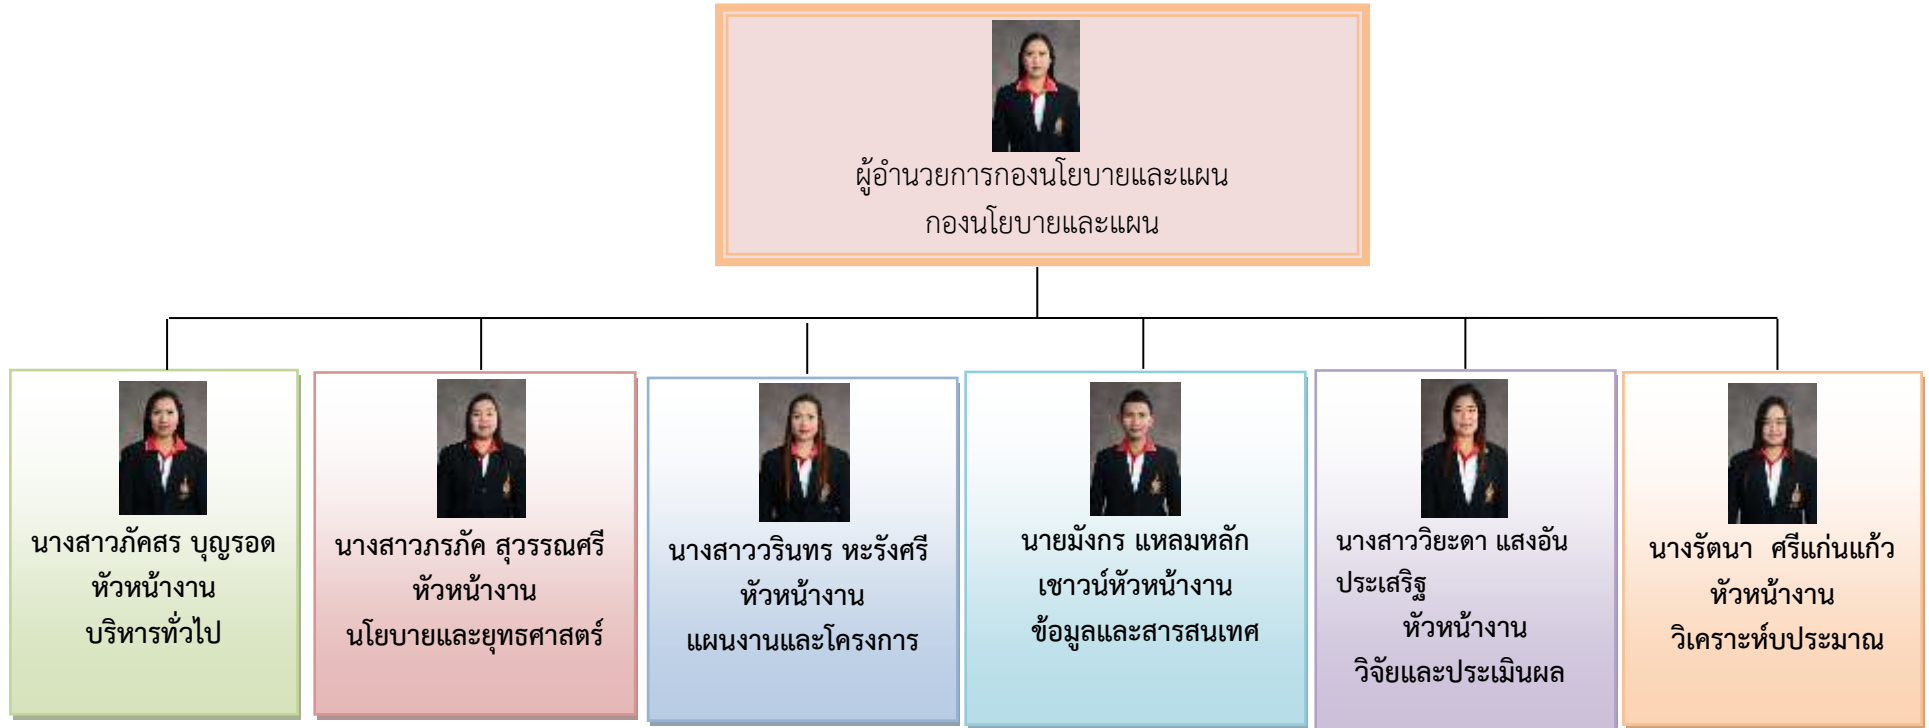 ผู้อำนวยการกองนโยบายและแผน
กองนโยบายและแผน
นางสาวภัคสร บุญรอด
หัวหน้างาน
บริหารทั่วไป
นางสาวภรภัค สุวรรณศรี
หัวหน้างาน
นโยบายและยุทธศาสตร์
นางสาววรินทร หะรังศรี
หัวหน้างาน
แผนงานและโครงการ
นายมังกร แหลมหลัก
เชาวน์หัวหน้างาน
ข้อมูลและสารสนเทศ
นางสาววิยะดา แสงอัน
ประเสริฐ
หัวหน้างาน
วิจัยและประเมินผล
นางรัตนา ศรีแก่นแก้ว
หัวหน้างาน
วิเคราะห์บประมาณ